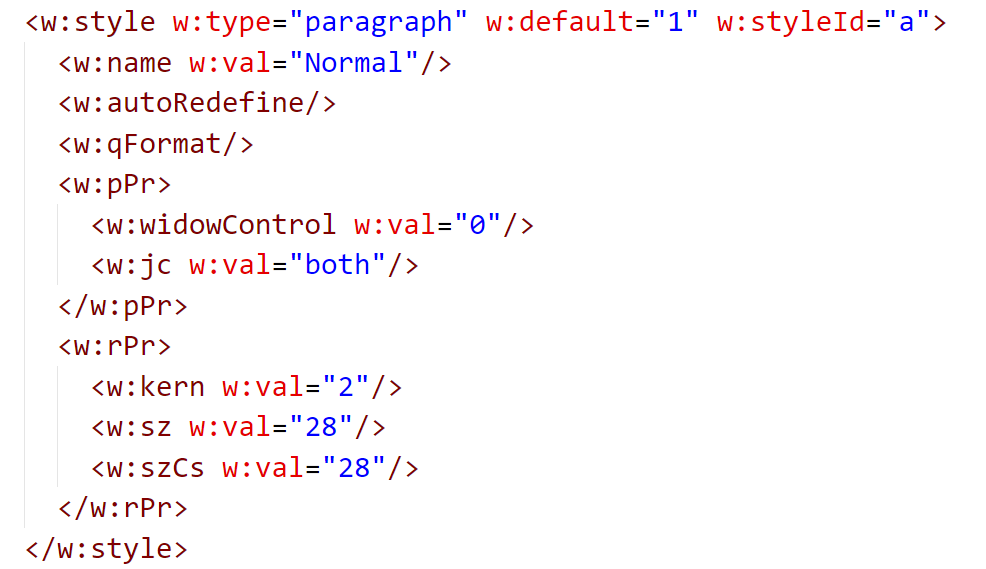 <w:style w:type="paragraph" w:default="1" w:styleId="a">
<w:name w:val="Normal"/>
<w:autoRedefine/>
<w:qFormat/>
<w:pPr>
<w:widowControl w:val="0"/>
<w:jc w:val="both"/>
</w:pPr>
<w:rPr>
<w:kern w:val="2"/>
<w:sz w:val="28"/>
<w:szCs w:val="28"/>
</w:rPr>
</w:style>